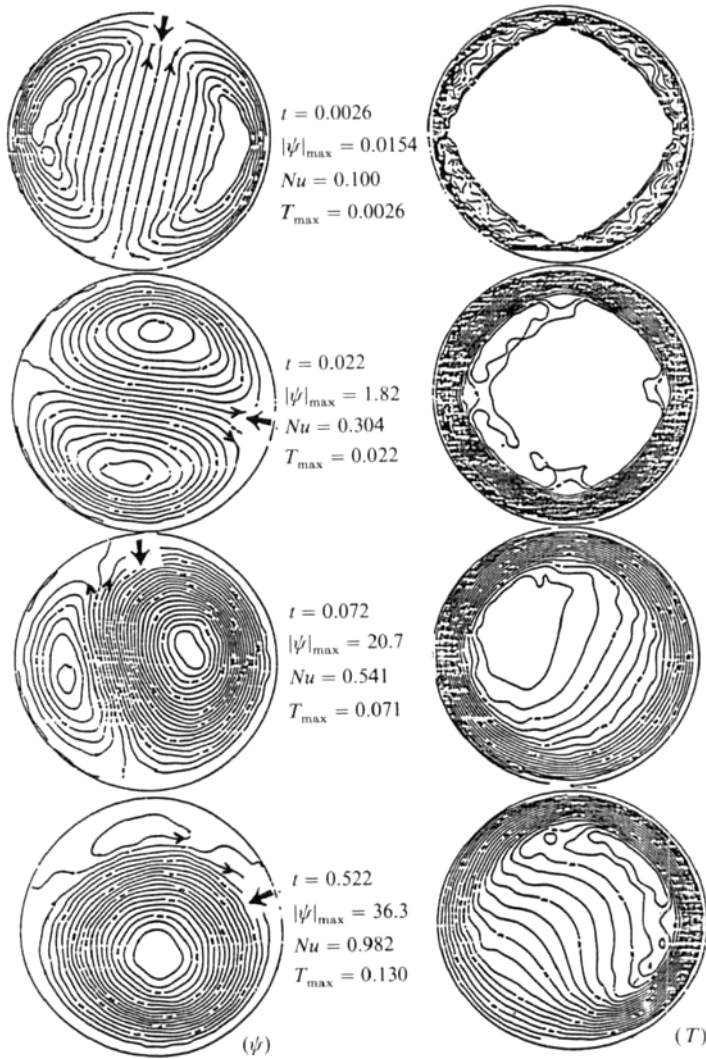 t = 0.0026
|ψ|max = 0.0154
Nu = 0.100
Tmax = 0.0026
t = 0.022
|ψ|max = 1.82
Nu = 0.304
Tmax = 0.022
t = 0.072
|ψ|max = 20.7
Nu = 0.541
Tmax = 0.071
t = 0.522
|ψ|max = 36.3
Nu = 0.982
Tmax = 0.130
(ψ)
(T)